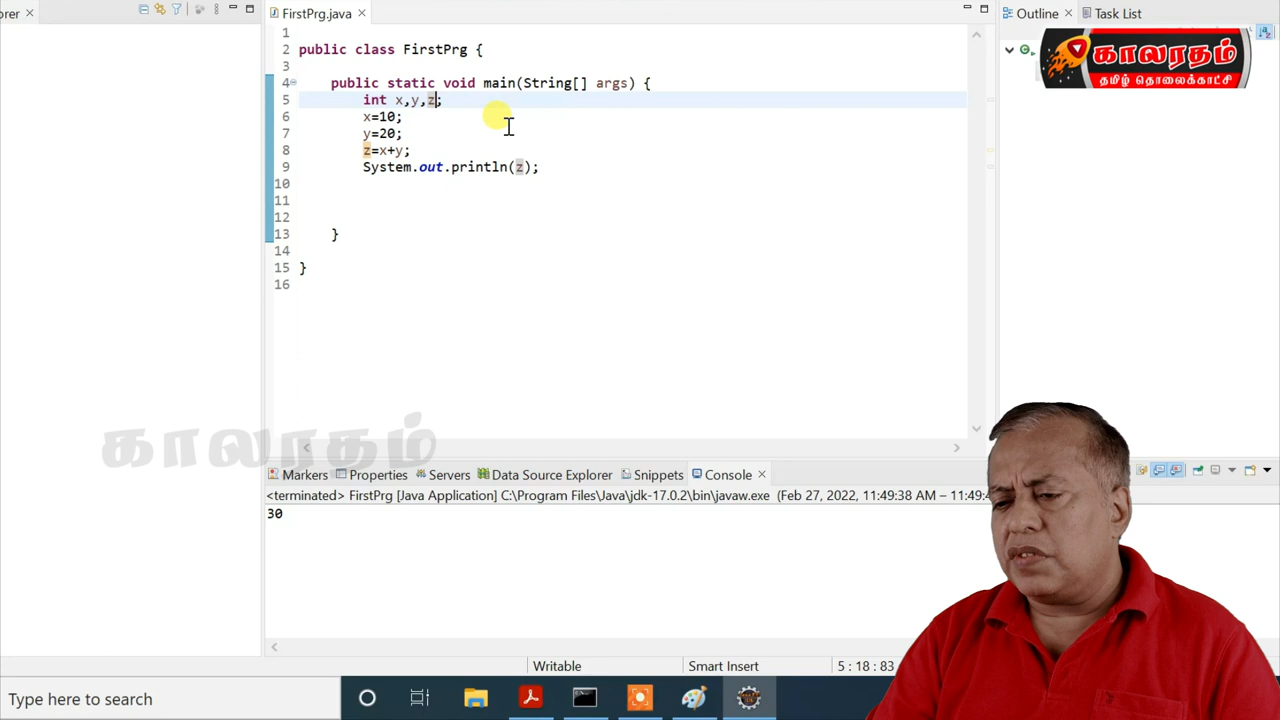 orer
FirstPrg.java
Outline
Task List
காலரதம்
தமிழ் தொலைக்காட்சி
1
2 public class FirstPrg {
3
4 public static void main(String[] args) {
5 int x,y,z;
6 x=10;
7 y=20;
8 z=x+y;
9 System.out.println(z);
10
11
12
13 }
14
15 }
16
காலரதம்
Markers Properties Servers Data Source Explorer Snippets Console
<terminated> FirstPrg [Java Application] C:\Program Files\Java\jdk-17.0.2\bin\javaw.exe (Feb 27, 2022, 11:49:38 AM – 11:49:4
30
Writable Smart Insert 5 : 18 : 83
Type here to search